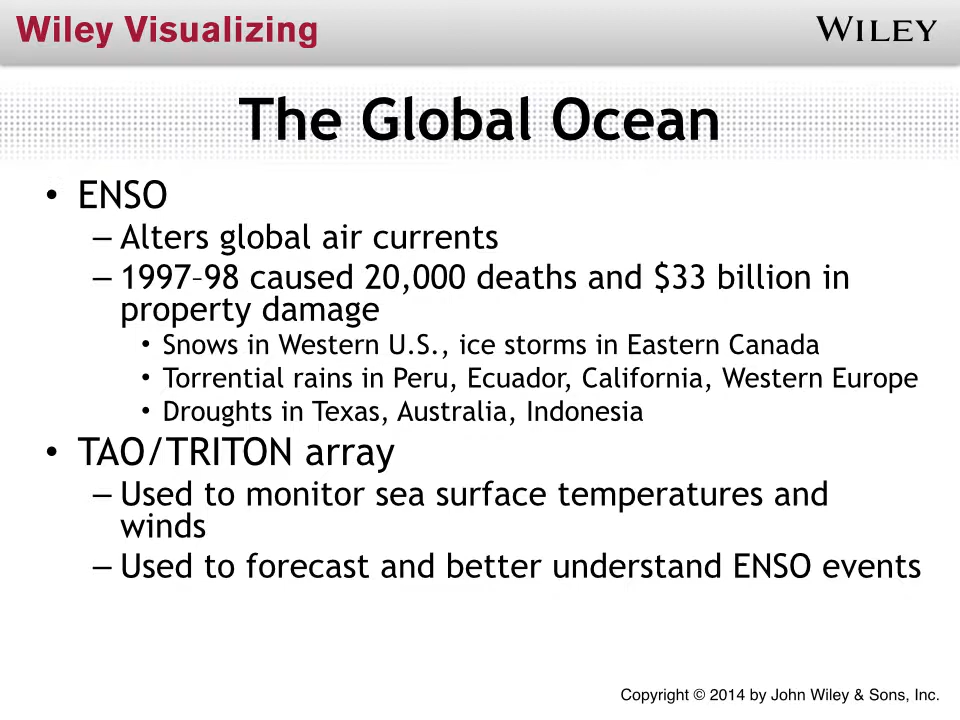 Wiley Visualizing
WILEY
The Global Ocean
• ENSO
– Alters global air currents
– 1997–98 caused 20,000 deaths and $33 billion in
property damage
• Snows in Western U.S., ice storms in Eastern Canada
• Torrential rains in Peru, Ecuador, California, Western Europe
• Droughts in Texas, Australia, Indonesia
• TAO/TRITON array
– Used to monitor sea surface temperatures and
winds
– Used to forecast and better understand ENSO events
Copyright © 2014 by John Wiley & Sons, Inc.